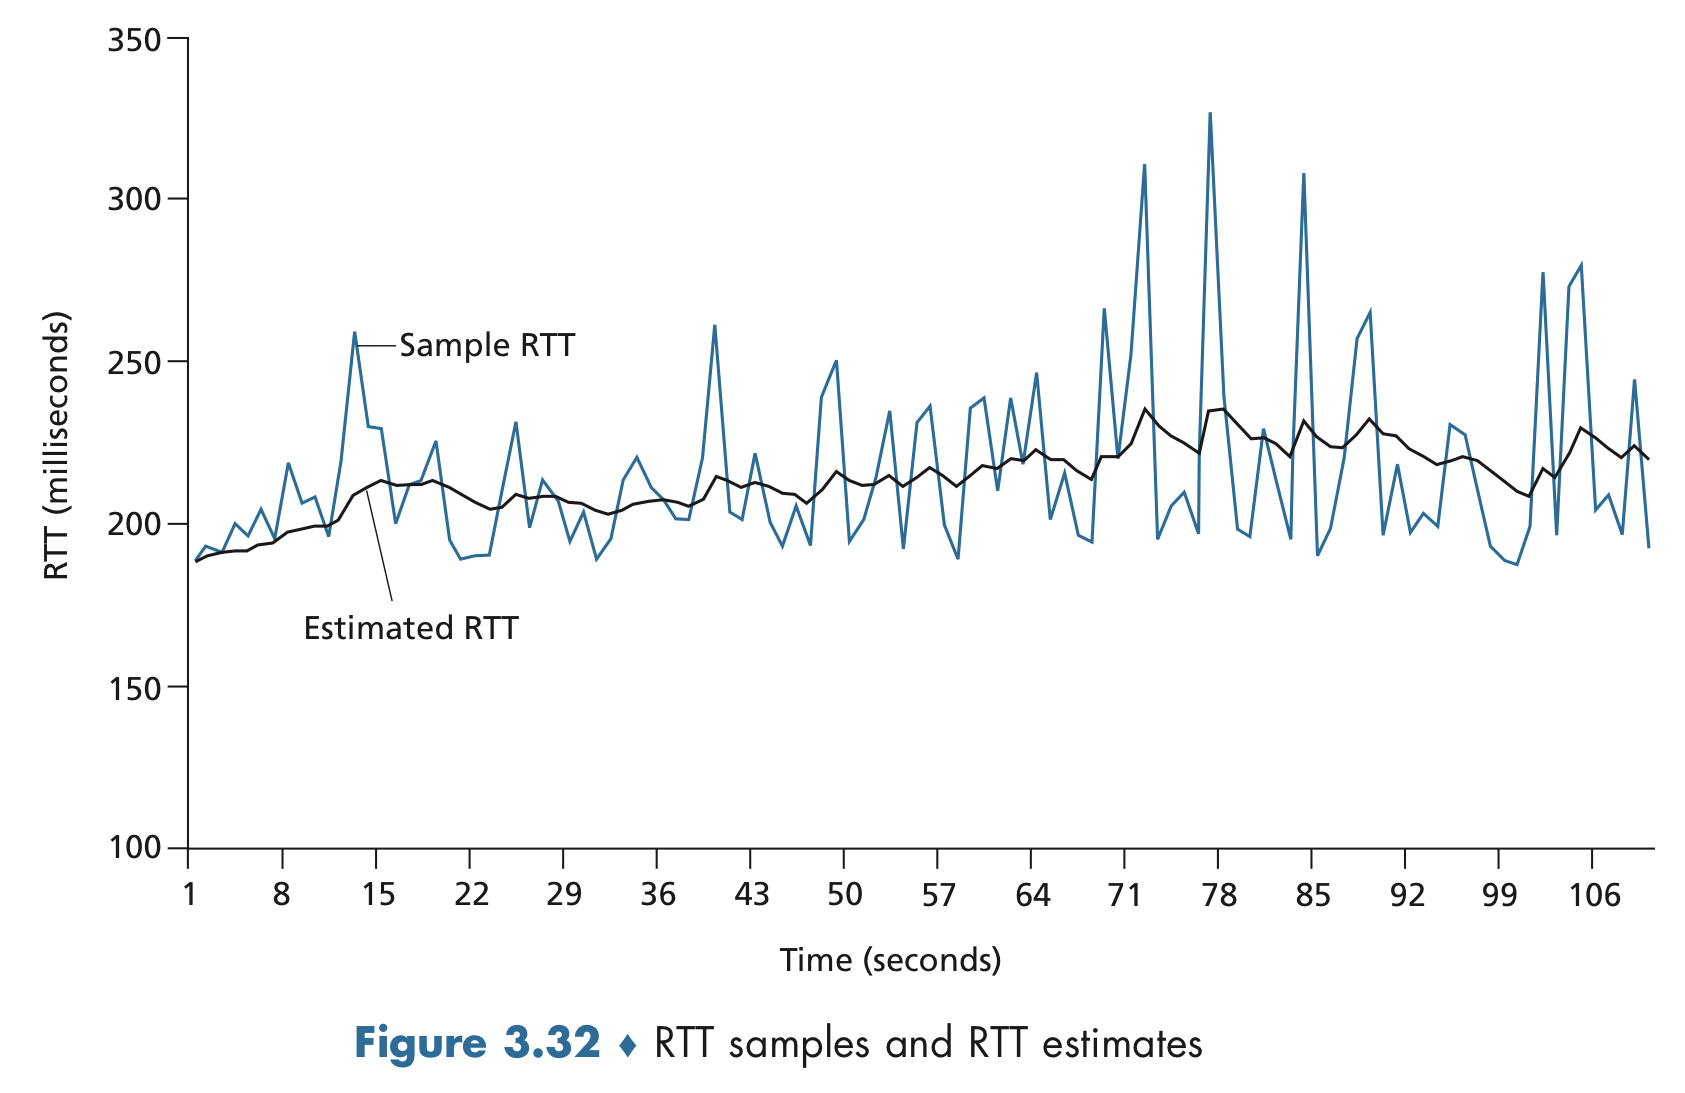 350
300
250
200
150
100
RTT (milliseconds)
Sample RTT
Estimated RTT
1 8 15 22 29 36 43 50 57 64 71 78 85 92 99 106
Time (seconds)
Figure 3.32 ♦ RTT samples and RTT estimates